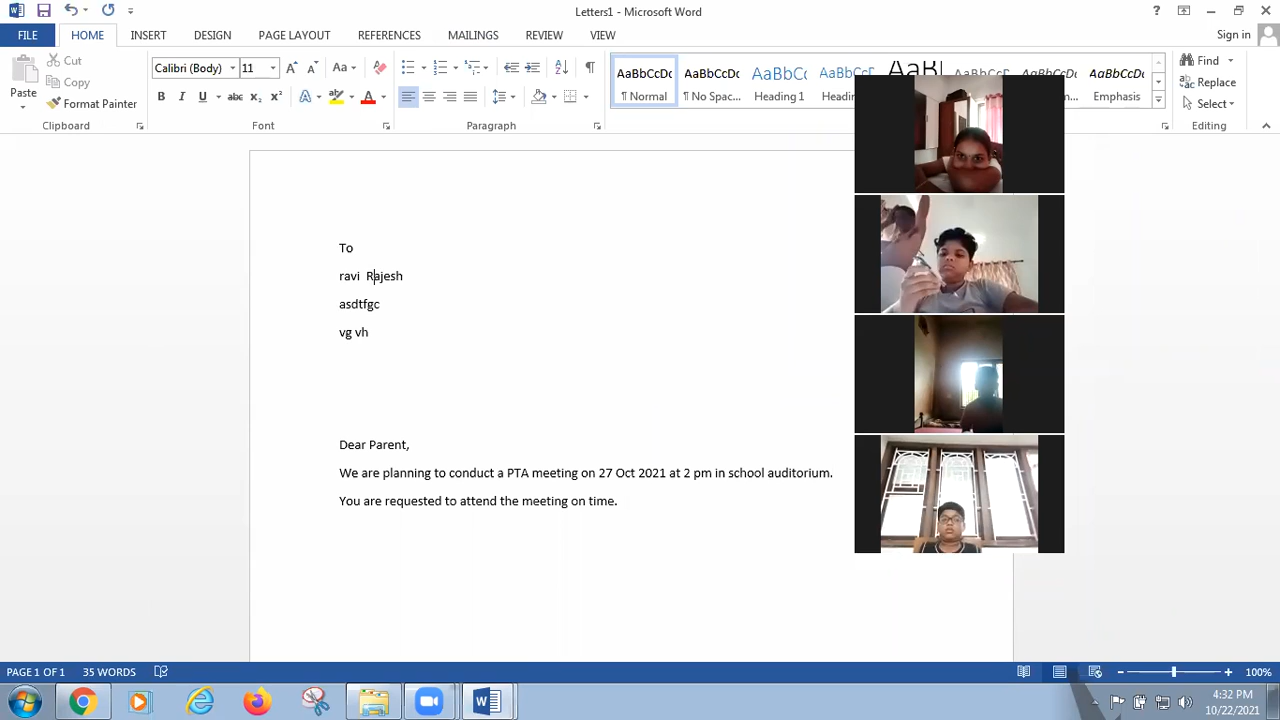 Letters1 - Microsoft Word
Sign in
FILE HOME INSERT DESIGN PAGE LAYOUT REFERENCES MAILINGS REVIEW VIEW
Paste
Cut
Copy
Format Painter
Clipboard
Calibri (Body) 11
Font
Paragraph
AaBbCcDc AaBbCcDc AaBbCc AaBbCc
¶ Normal ¶ No Spac... Heading 1
AaBbCcDc
Emphasis
Find
Replace
Select
Editing
To
ravi Rajesh
asdtfgc
vg vh
Dear Parent,
We are planning to conduct a PTA meeting on 27 Oct 2021 at 2 pm in school auditorium.
You are requested to attend the meeting on time.
PAGE 1 OF 1 35 WORDS
100%
4:32 PM
10/22/2021